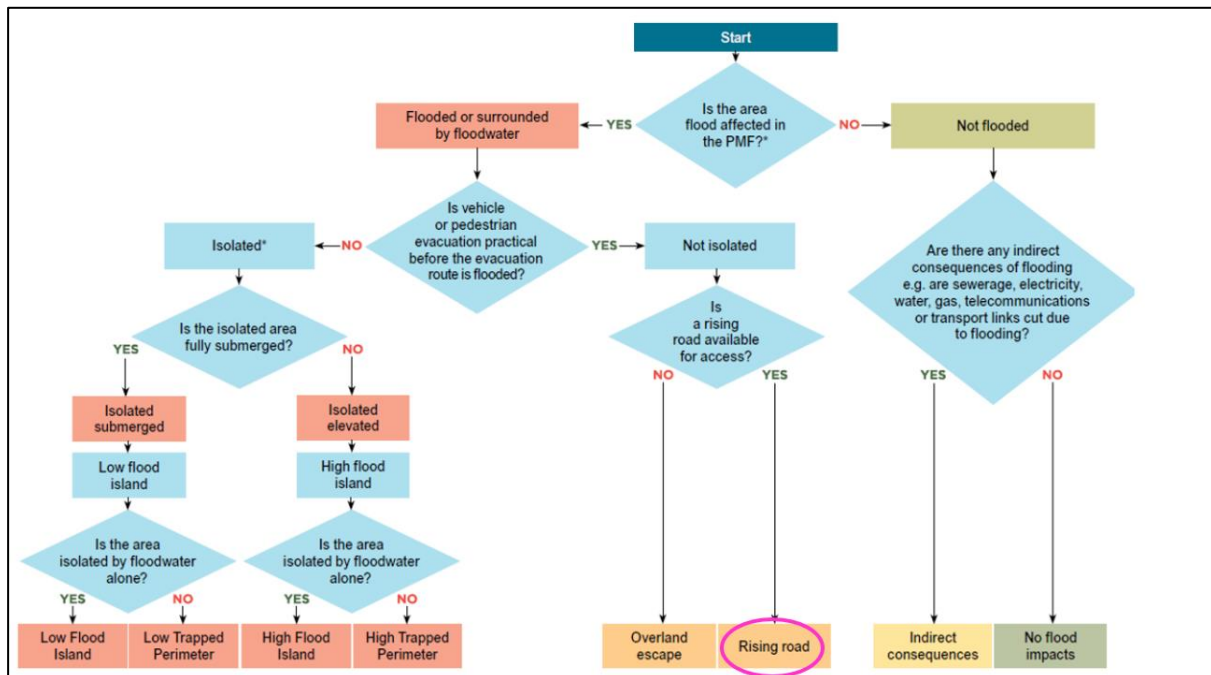 Start
Is the area
flood affected in
the PMF?*
YES
NO
Flooded or surrounded
by floodwater
Not flooded
Is vehicle
or pedestrian
evacuation practical
before the evacuation
route is flooded?
NO
YES
Isolated*
Not isolated
Are there any indirect
consequences of flooding
e.g. are sewerage, electricity,
water, gas, telecommunications
or transport links cut due
to flooding?
Is the isolated area
fully submerged?
YES
NO
Is
a rising
road available
for access?
NO
YES
YES
NO
Isolated
submerged
Isolated
elevated
Low flood
island
High flood
island
Is the area
isolated by floodwater
alone?
Is the area
isolated by floodwater
alone?
YES
NO
YES
NO
Low Flood
Island
Low Trapped
Perimeter
High Flood
Island
High Trapped
Perimeter
Overland
escape
Rising road
Indirect
consequences
No flood
impacts